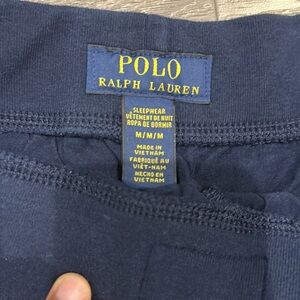 POLO
RALPH LAUREN
SLEEPWEAR
VÊTEMENT DE NUIT
ROPA DE DORMIR
M/M/M
MADE IN
VIETNAM
FABRIQUÉ AU
VIÊT-NAM
HECHO EN
VIETNAM